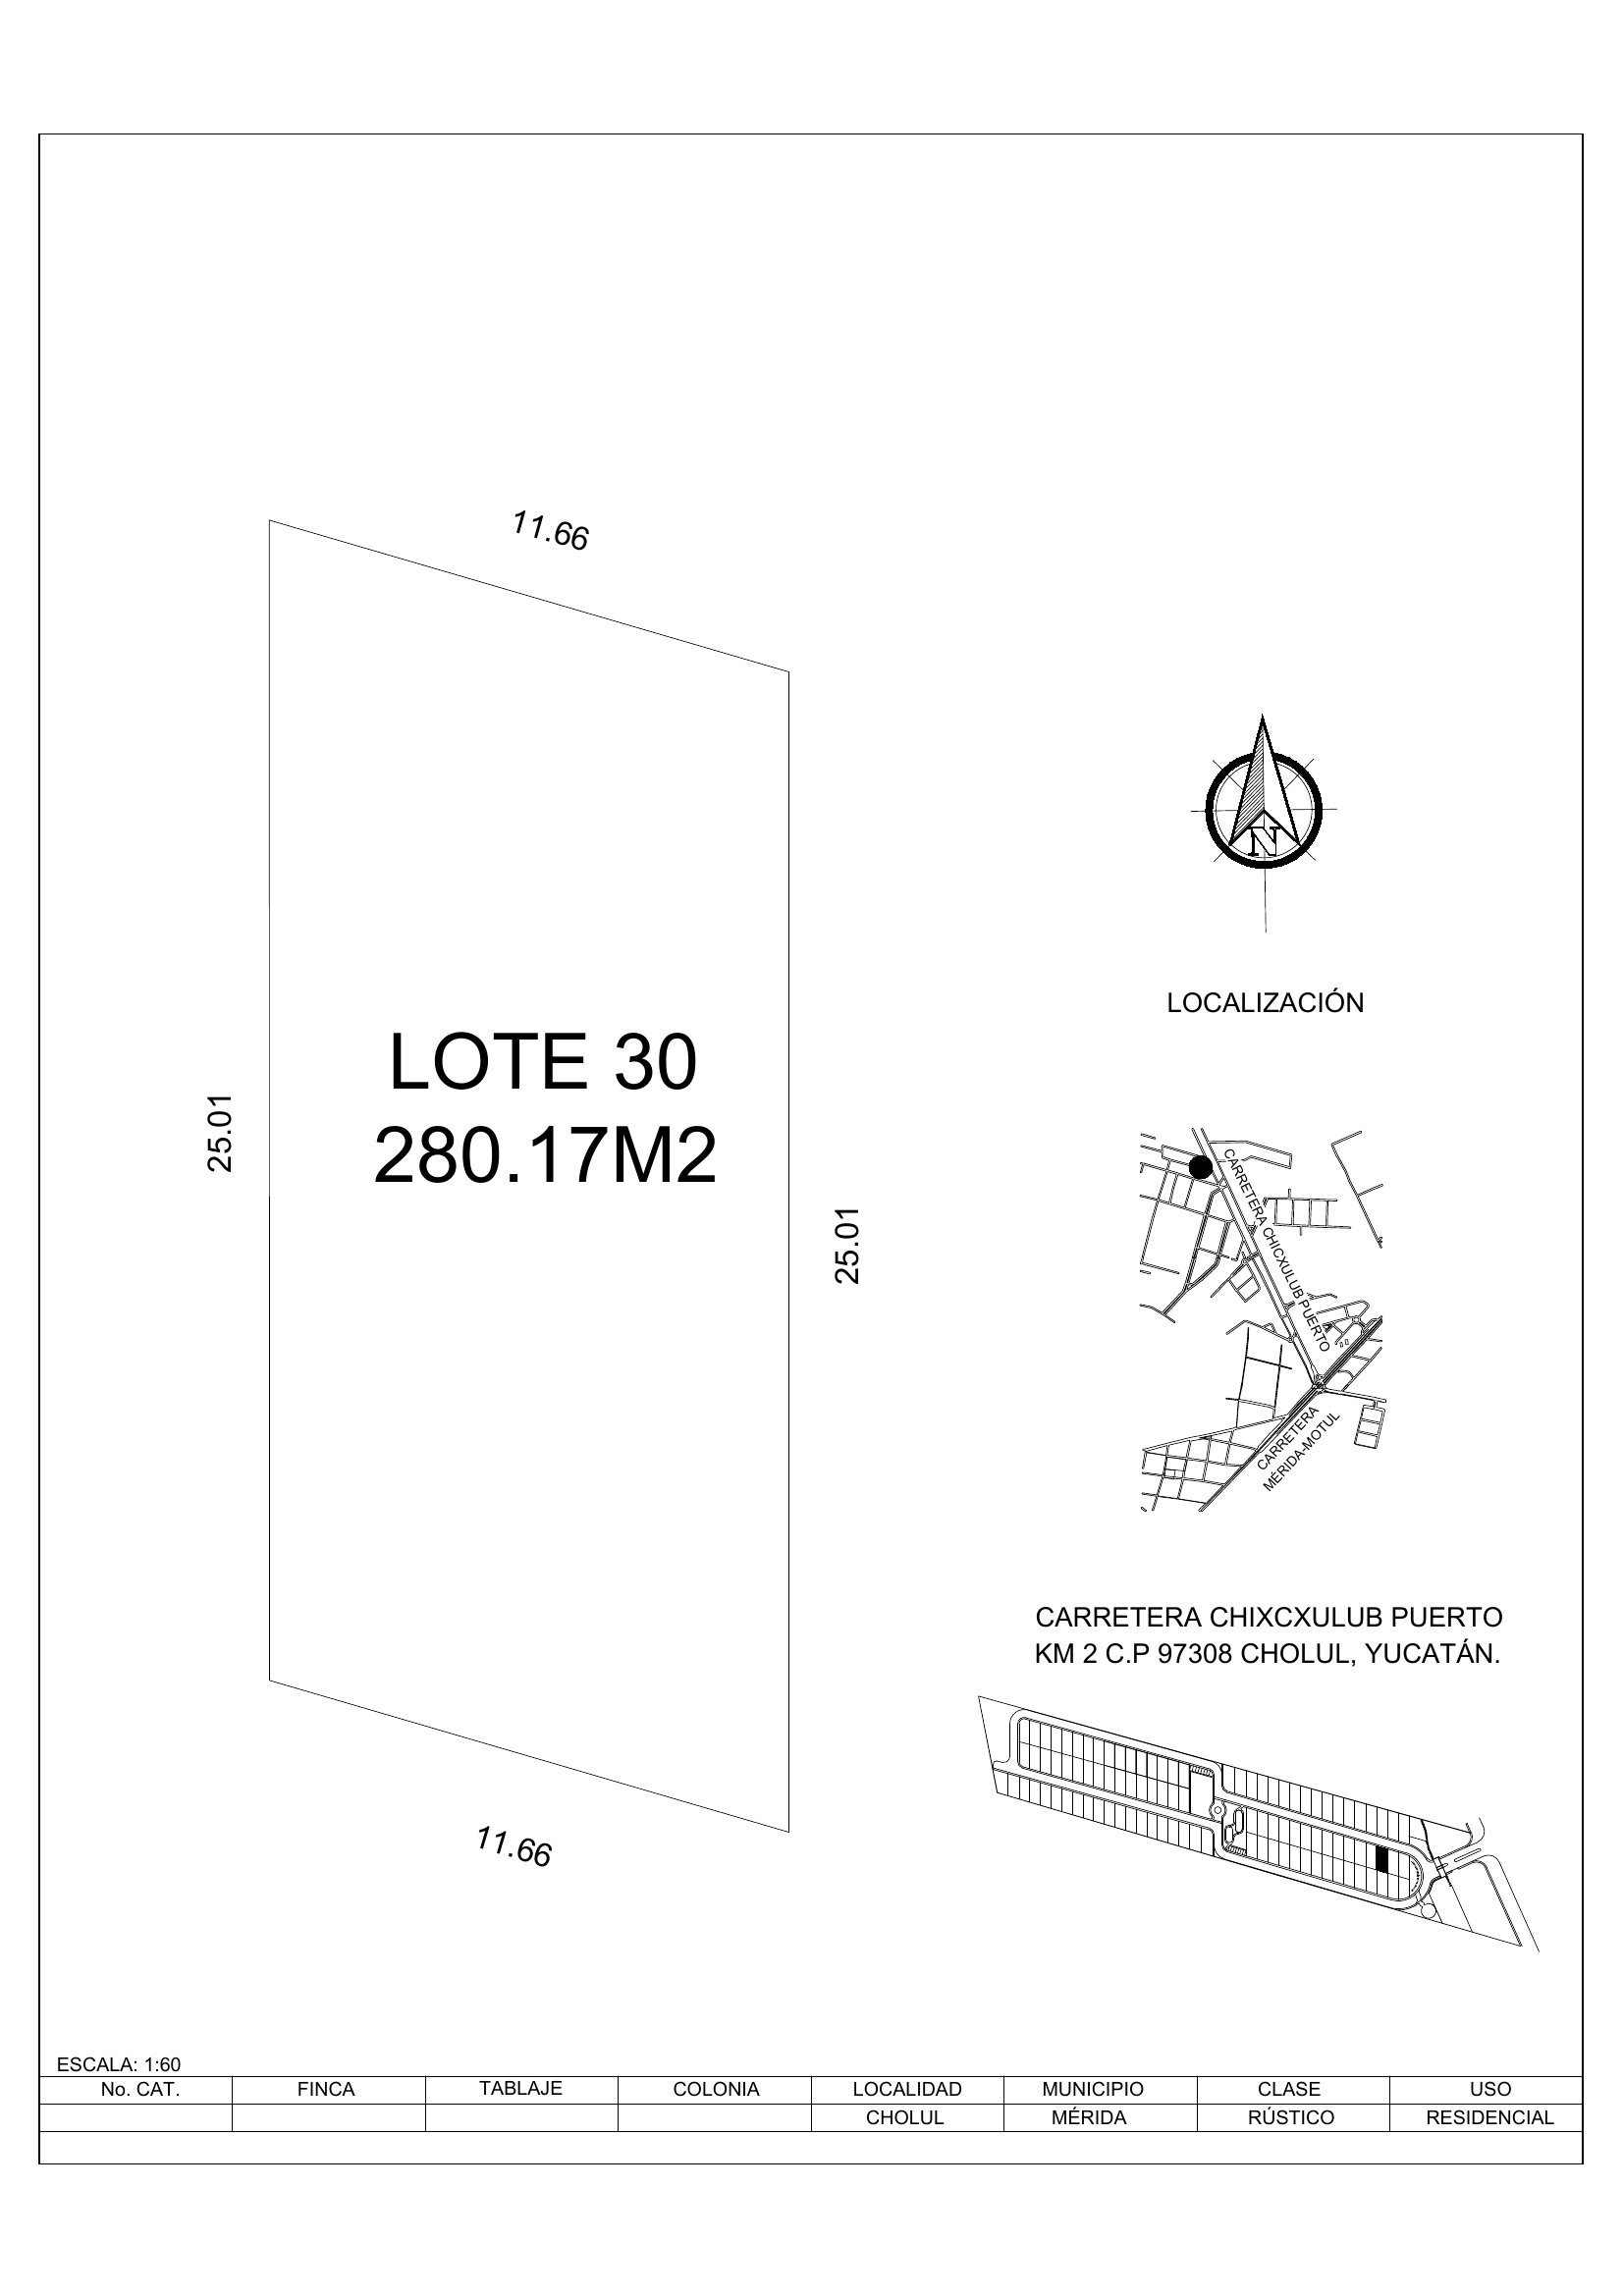 11.66
25.01
LOTE 30
280.17M2
25.01
11.66
N
LOCALIZACIÓN
CARRETERA CHICXULUB PUERTO
CARRETERA
MÉRIDA-MOTUL
CARRETERA CHIXCXULUB PUERTO
KM 2 C.P 97308 CHOLUL, YUCATÁN.
ESCALA: 1:60
No. CAT. FINCA TABLAJE COLONIA LOCALIDAD MUNICIPIO CLASE USO
CHOLUL MÉRIDA RÚSTICO RESIDENCIAL